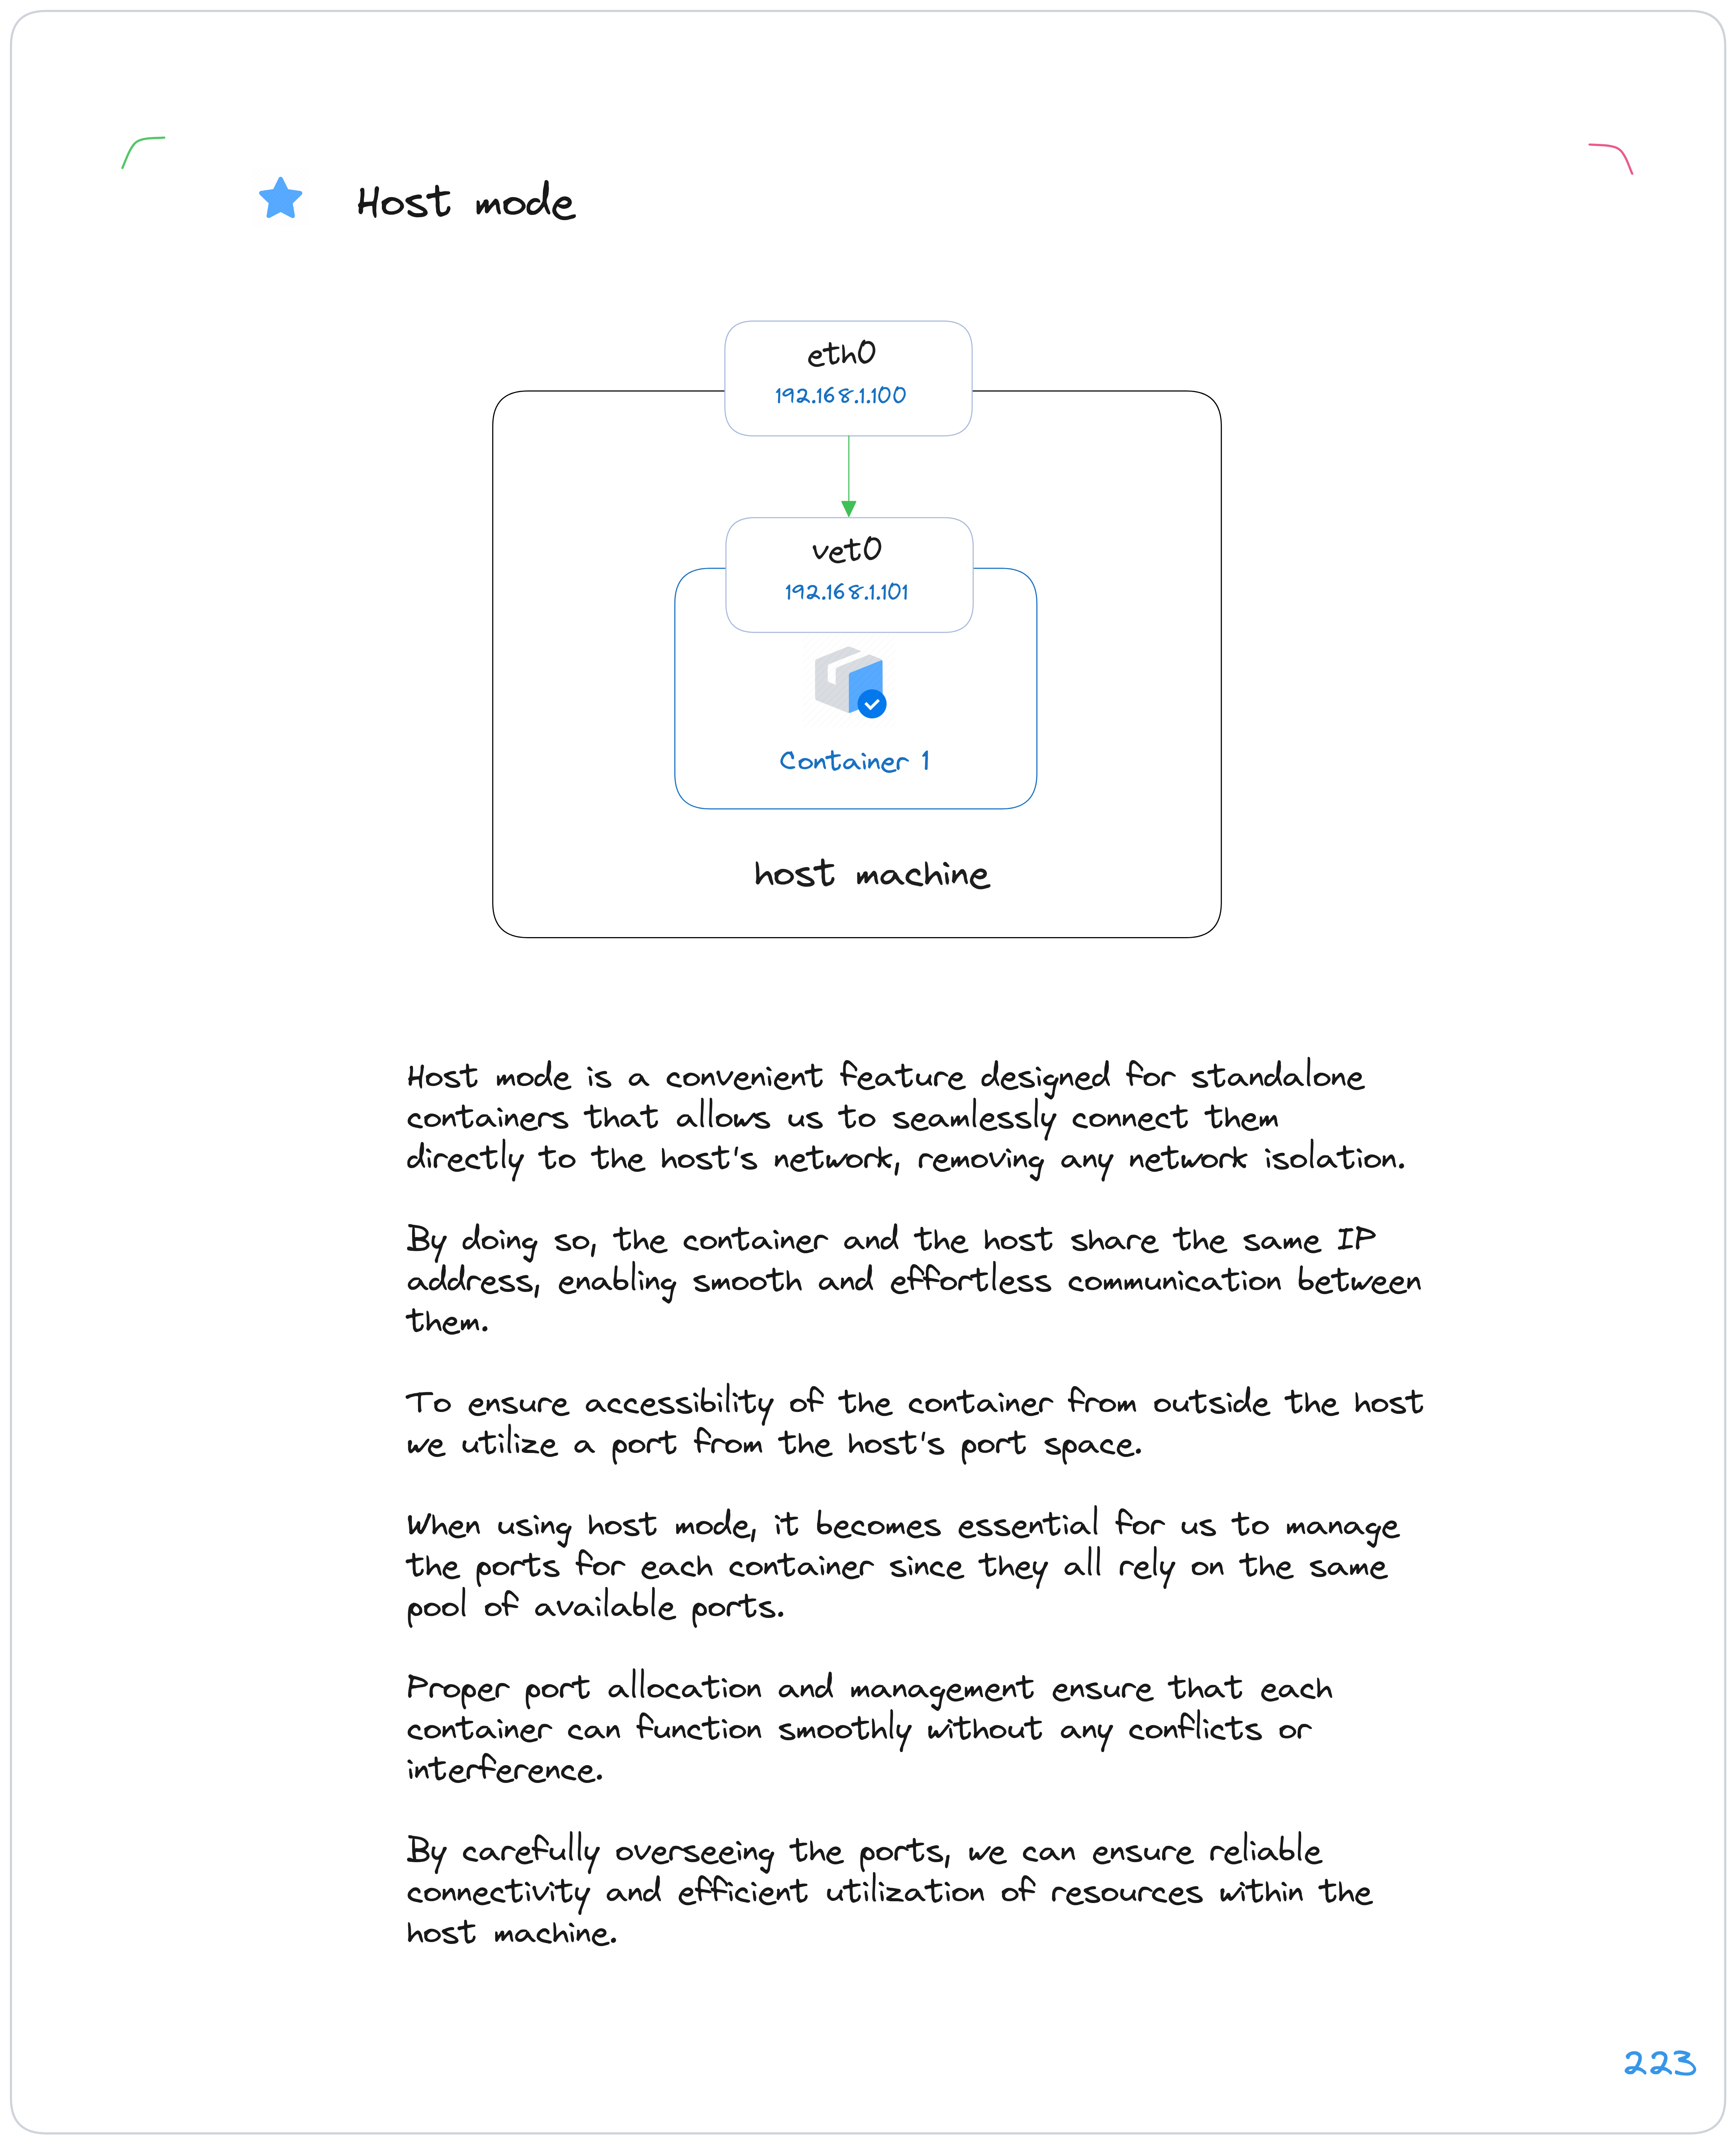 Host mode
eth0
192.168.1.100
vet0
192.168.1.101
Container 1
host machine
Host mode is a convenient feature designed for standalone
containers that allows us to seamlessly connect them
directly to the host's network, removing any network isolation.
By doing so, the container and the host share the same IP
address, enabling smooth and effortless communication between
them.
To ensure accessibility of the container from outside the host
we utilize a port from the host's port space.
When using host mode, it becomes essential for us to manage
the ports for each container since they all rely on the same
pool of available ports.
Proper port allocation and management ensure that each
container can function smoothly without any conflicts or
interference.
By carefully overseeing the ports, we can ensure reliable
connectivity and efficient utilization of resources within the
host machine.
223